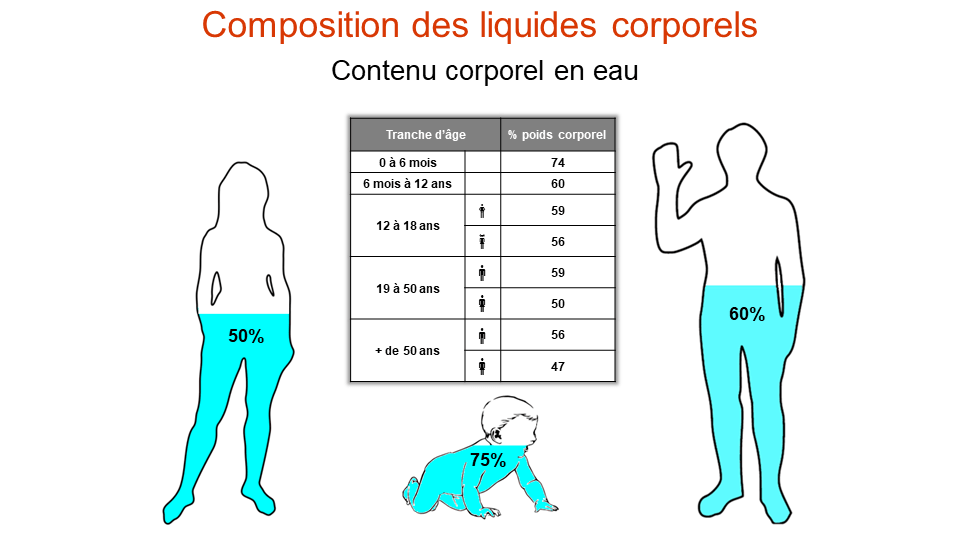 Composition des liquides corporels
Contenu corporel en eau
Tranche d'âge % poids corporel
0 à 6 mois 74
6 mois à 12 ans 60
12 à 18 ans 59
56
19 à 50 ans 59
50
+ de 50 ans 56
47
50%
60%
75%